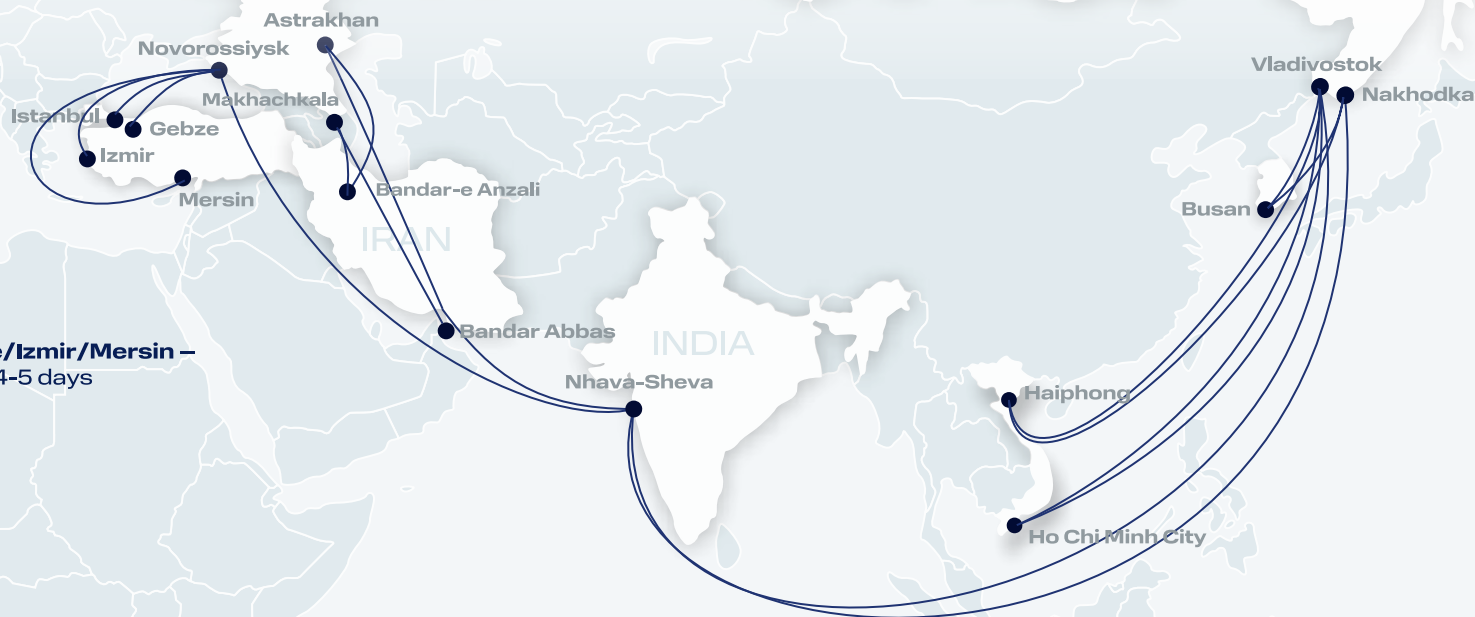 Astrakhan
Novorossiysk
Vladivostok
Makhachkala
Nakhodka
Istanbul
Gebze
Izmir
Bandar-e Anzali
Mersin
Busan
IRAN
Bandar Abbas
INDIA
e/Izmir/Mersin –
4-5 days
Nhava-Sheva
Haiphong
Ho Chi Minh City